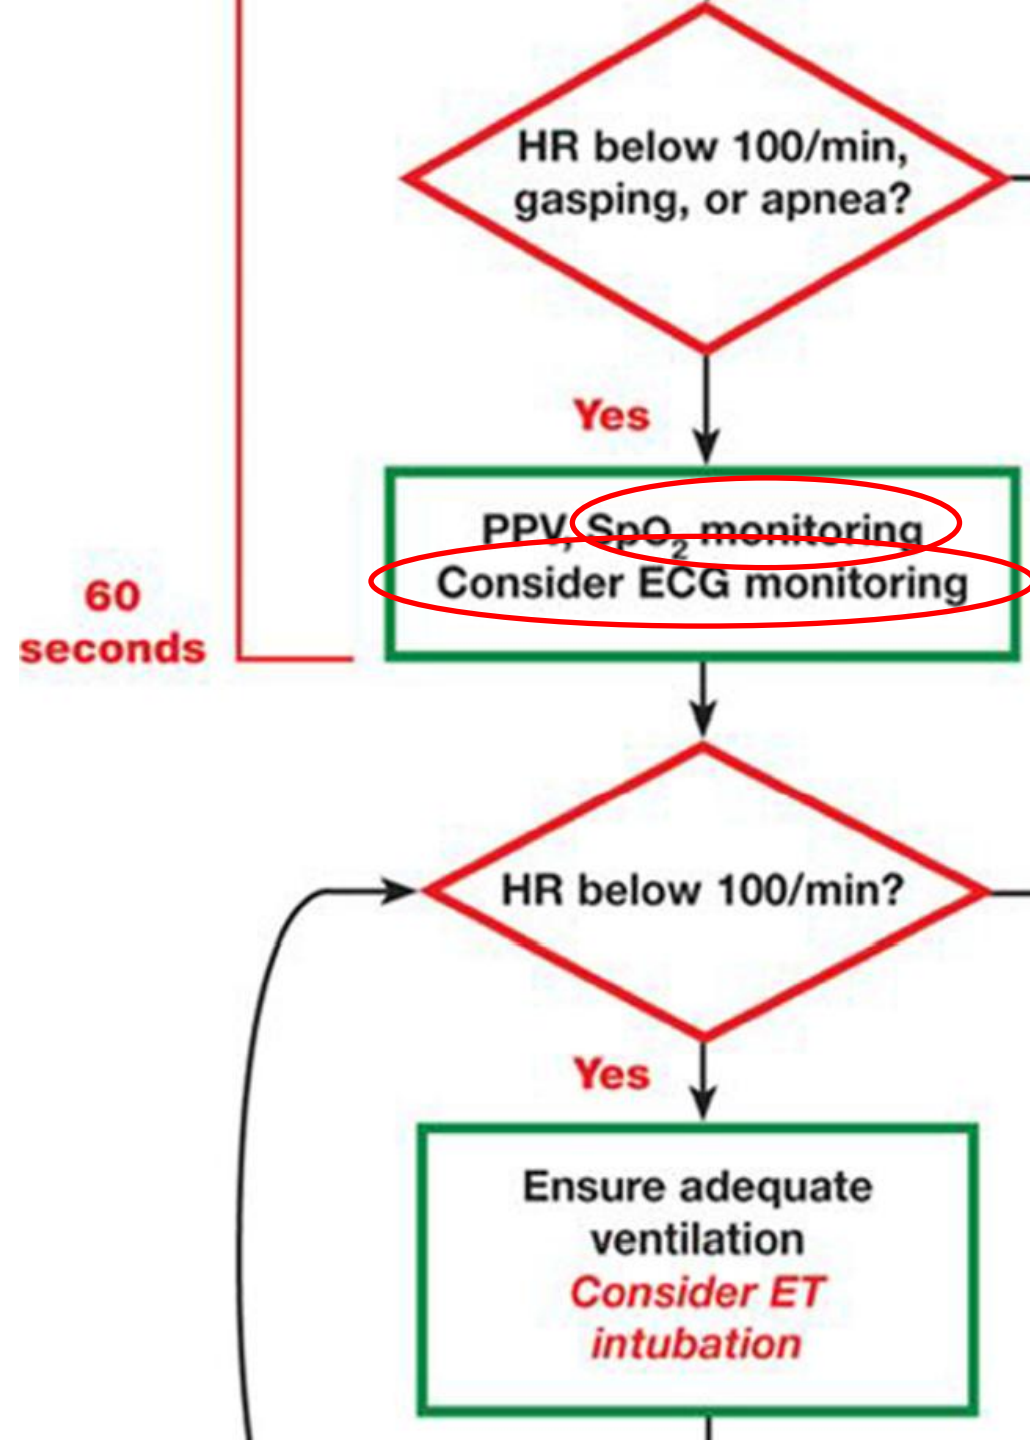 HR below 100/min,
gasping, or apnea?
Yes
PPV, SpO₂ monitoring
Consider ECG monitoring
60
seconds
HR below 100/min?
Yes
Ensure adequate
ventilation
Consider ET
intubation